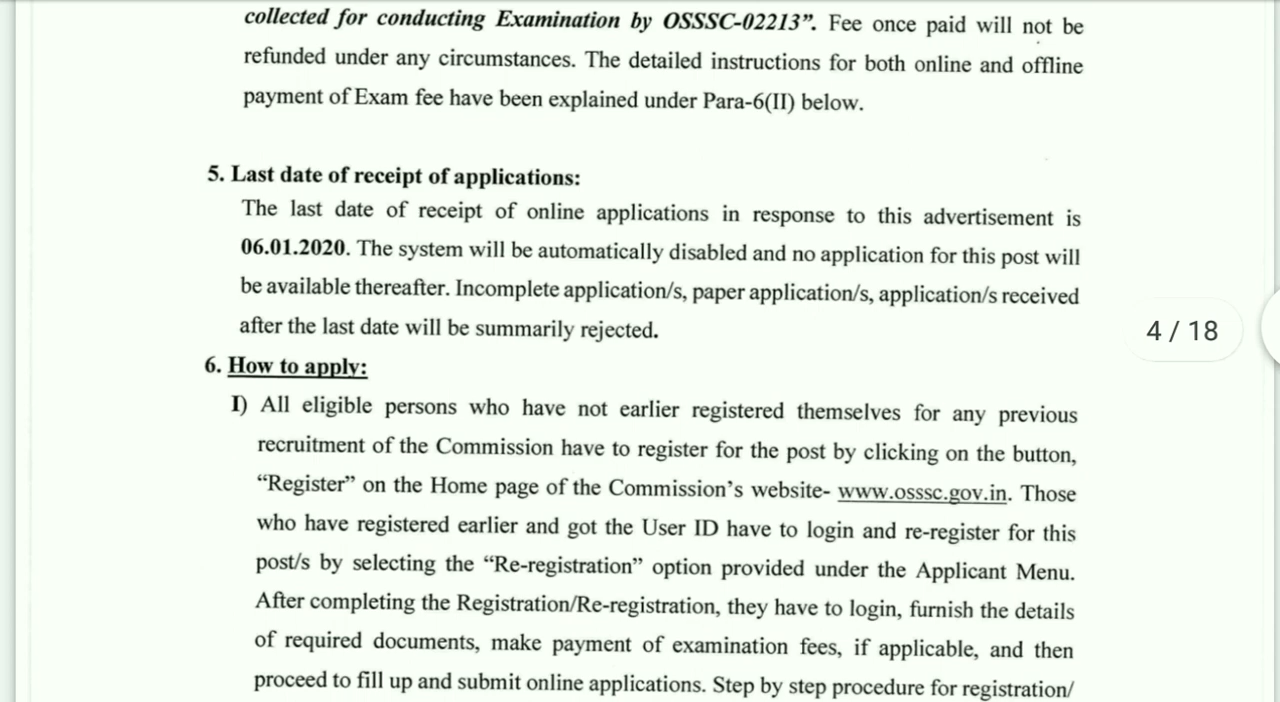 collected for conducting Examination by OSSSC-02213”. Fee once paid will not be
refunded under any circumstances. The detailed instructions for both online and offline
payment of Exam fee have been explained under Para-6(II) below.
5. Last date of receipt of applications:
The last date of receipt of online applications in response to this advertisement is
06.01.2020. The system will be automatically disabled and no application for this post will
be available thereafter. Incomplete application/s, paper application/s, application/s received
after the last date will be summarily rejected.
4 / 18
6. How to apply:
I) All eligible persons who have not earlier registered themselves for any previous
recruitment of the Commission have to register for the post by clicking on the button,
“Register” on the Home page of the Commission’s website- www.osssc.gov.in. Those
who have registered earlier and got the User ID have to login and re-register for this
post/s by selecting the “Re-registration” option provided under the Applicant Menu.
After completing the Registration/Re-registration, they have to login, furnish the details
of required documents, make payment of examination fees, if applicable, and then
proceed to fill up and submit online applications. Step by step procedure for registration/